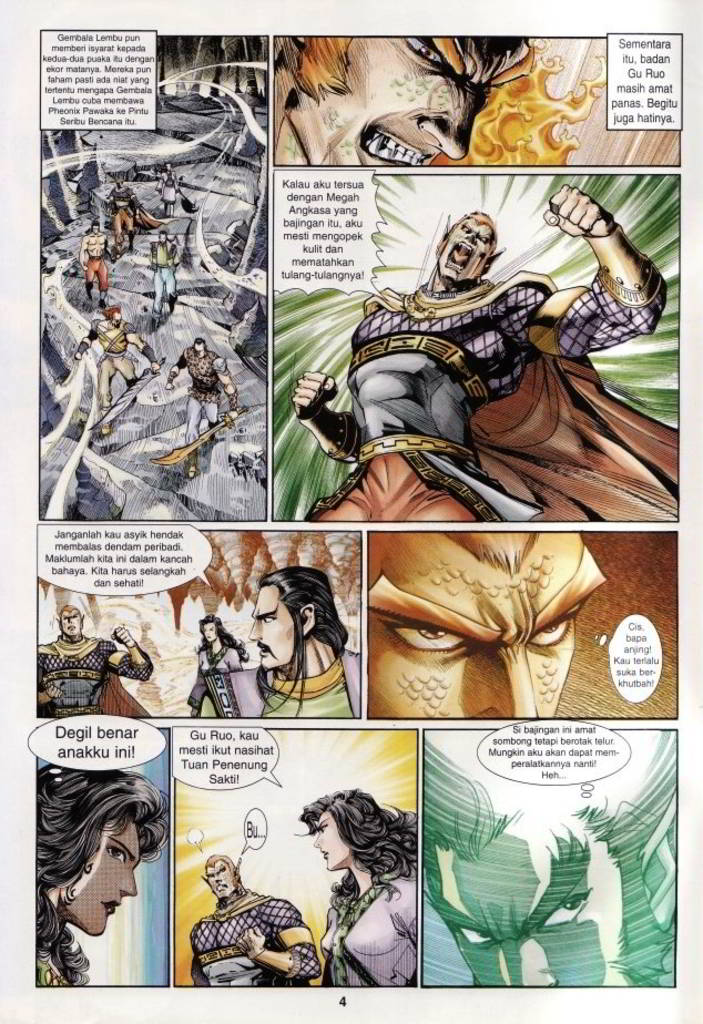 Gembala Lembu pun
memberi isyarat kepada
kedua-dua puaka itu dengan
ekor matanya. Mereka pun
faham pasti ada niat yang
tertentu mengapa Gembala
Lembu cuba membawa
Pheonix Pawaka ke Pintu
Seribu Bencana itu.
Sementara
itu, badan
Gu Ruo
masih amat
panas. Begitu
juga hatinya.
Kalau aku tersua
dengan Megah
Angkasa yang
bajingan itu, aku
mesti mengopek
kulit dan
mematahkan
tulang-tulangnya!
Janganlah kau asyik hendak
membalas dendam peribadi.
Maklumlah kita ini dalam kancah
bahaya. Kita harus selangkah
dan sehati!
Cis,
bapa
anjing!
Kau terlalu
suka ber-
khutbah!
Degil benar
anakku ini!
Gu Ruo, kau
mesti ikut nasihat
Tuan Penenung
Sakti!
Bu...
Si bajingan ini amat
sombong tetapi berotak telur.
Mungkin aku akan dapat mem-
peralatkannya nanti!
Heh...
4